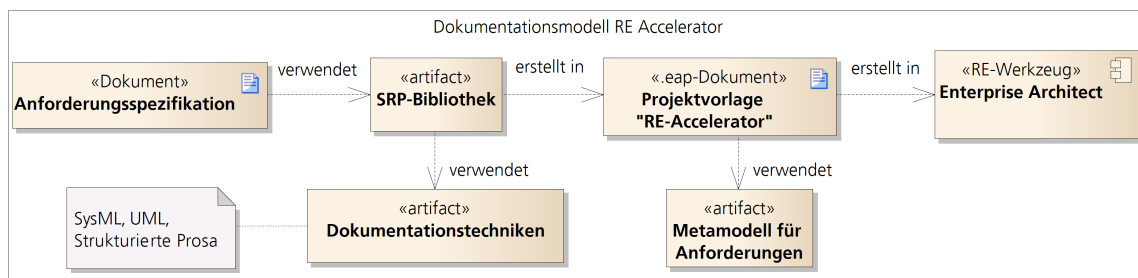 Dokumentationsmodell RE Accelerator
«Dokument»
Anforderungsspezifikation
verwendet
«artifact»
SRP-Bibliothek
erstellt in
«.eap-Dokument»
Projektvorlage
"RE-Accelerator"
erstellt in
«RE-Werkzeug»
Enterprise Architect
verwendet
verwendet
SysML, UML,
Strukturierte Prosa
«artifact»
Dokumentationstechniken
«artifact»
Metamodell für
Anforderungen